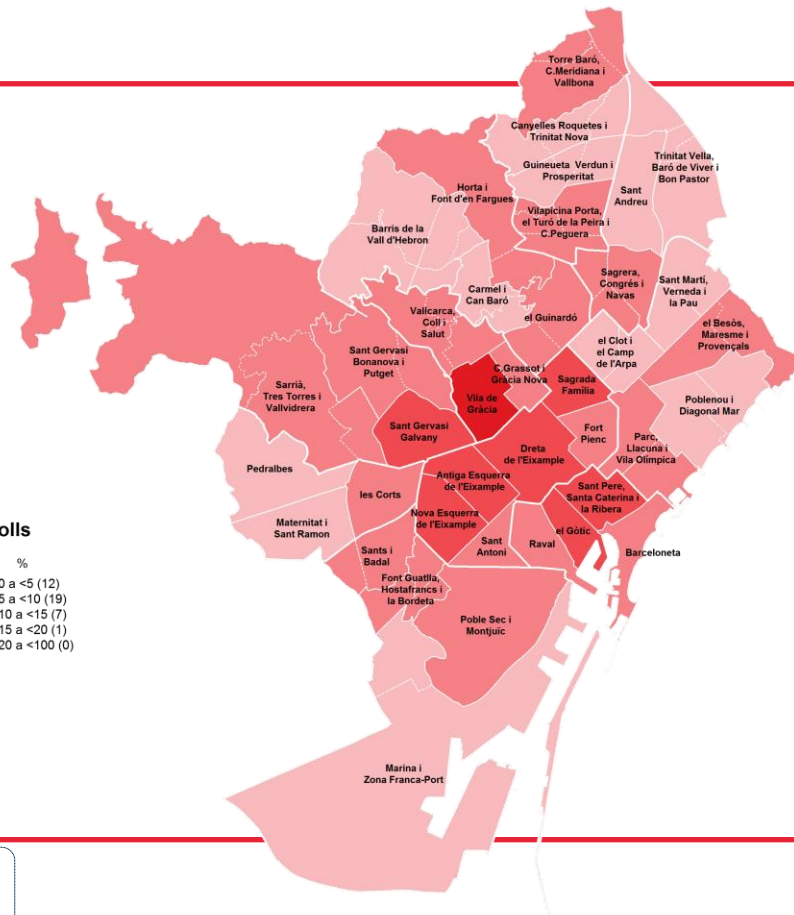 Torre Baró,
C.Meridiana i
Vallbona
Canyelles Roquetes i
Trinitat Nova
Guineueta Verdun i
Prosperitat
Trinitat Vella,
Baró de Viver i
Bon Pastor
Sant
Andreu
Horta i
Font d'en Fargues
Vilapicina Porta,
el Turó de la Peira i
C.Peguera
Barris de la
Vall d'Hebron
Sagrera,
Congrés i
Navas
Sant Martí,
Verneda i
la Pau
Carmel i
Can Baró
Vallcarca,
Coll i
Salut
el Guinardó
el Besòs,
Maresme i
Provençals
el Clot i
el Camp
de l'Arpa
Sant Gervasi
Bonanova i
Putget
C.Grassot i
Gràcia Nova
Sagrada
Família
Sarrià,
Tres Torres i
Vallvidrera
Vila de
Gràcia
Poblenou i
Diagonal Mar
Sant Gervasi
Galvany
Fort
Pienc
Parc,
Llacuna i
Vila Olímpica
Dreta
de l'Eixample
Pedralbes
Antiga Esquerra
de l'Eixample
Sant Pere,
Santa Caterina i
la Ribera
les Corts
Maternitat i
Sant Ramon
Nova Esquerra
de l'Eixample
el Gòtic
Sant
Antoni
Raval
Barceloneta
Sants i
Badal
Font Guatlla,
Hostafrancs i
la Bordeta
Poble Sec i
Montjuïc
Marina i
Zona Franca-Port
olls
%
0 a <5 (12)
5 a <10 (19)
10 a <15 (7)
15 a <20 (1)
20 a <100 (0)